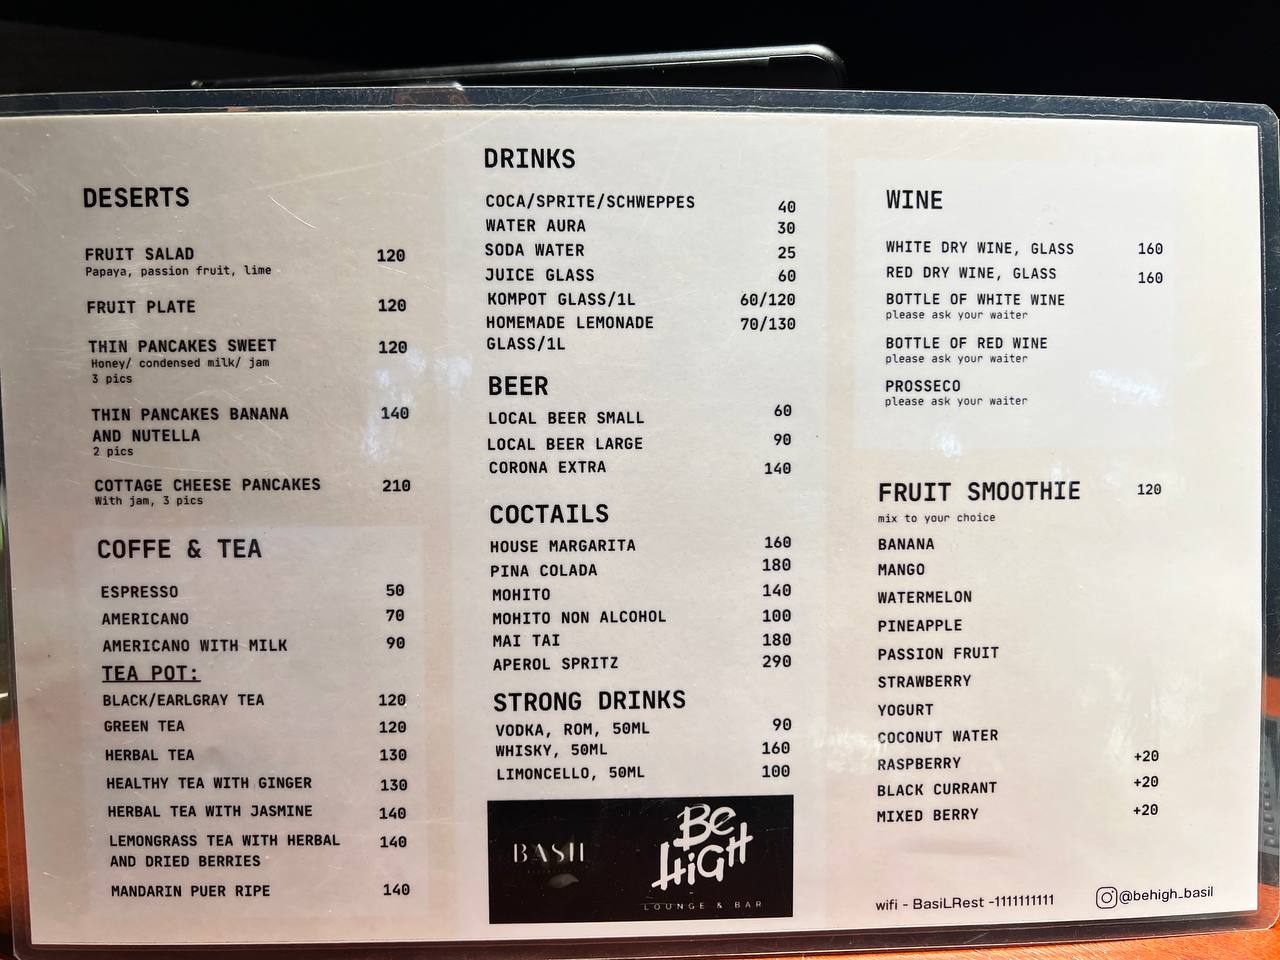 DESERTS
FRUIT SALAD 120
Papaya, passion fruit, lime
FRUIT PLATE 120
THIN PANCAKES SWEET 120
Honey/ condensed milk/ jam
3 pics
THIN PANCAKES BANANA 140
AND NUTELLA
2 pics
COTTAGE CHEESE PANCAKES 210
With jam, 3 pics
COFFE & TEA
ESPRESSO 50
AMERICANO 70
AMERICANO WITH MILK 90
TEA POT:
BLACK/EARLGRAY TEA 120
GREEN TEA 120
HERBAL TEA 130
HEALTHY TEA WITH GINGER 130
HERBAL TEA WITH JASMINE 140
LEMONGRASS TEA WITH HERBAL 140
AND DRIED BERRIES
MANDARIN PUER RIPE 140
DRINKS
COCA/SPRITE/SCHWEPPES 40
WATER AURA 30
SODA WATER 25
JUICE GLASS 60
KOMPOT GLASS/1L 60/120
HOMEMADE LEMONADE 70/130
GLASS/1L
BEER
LOCAL BEER SMALL 60
LOCAL BEER LARGE 90
CORONA EXTRA 140
COCTAILS
HOUSE MARGARITA 160
PINA COLADA 180
MOHITO 140
MOHITO NON ALCOHOL 100
MAI TAI 180
APEROL SPRITZ 290
STRONG DRINKS
VODKA, ROM, 50ML 90
WHISKY, 50ML 160
LIMONCELLO, 50ML 100
BASIL
Be
HiGH
LOUNGE & BAR
WINE
WHITE DRY WINE, GLASS 160
RED DRY WINE, GLASS 160
BOTTLE OF WHITE WINE
please ask your waiter
BOTTLE OF RED WINE
please ask your waiter
PROSSECO
please ask your waiter
FRUIT SMOOTHIE 120
mix to your choice
BANANA
MANGO
WATERMELON
PINEAPPLE
PASSION FRUIT
STRAWBERRY
YOGURT
COCONUT WATER
RASPBERRY +20
BLACK CURRANT +20
MIXED BERRY +20
wifi - BasiLRest -1111111111
@behigh_basil